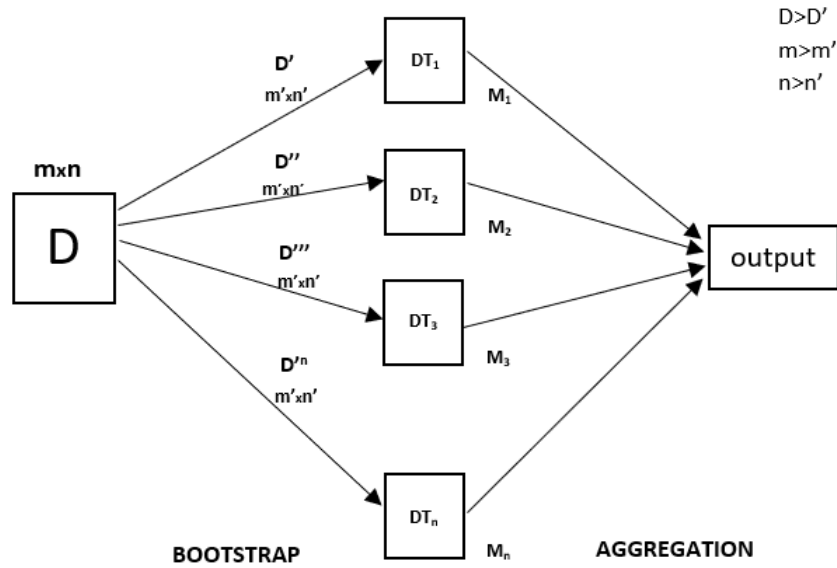 D>D'
m>m'
n>n'
D'
m'xn'
DT₁
M₁
mxn
D
D''
m'xn'
DT₂
M₂
output
D'''
m'xn'
DT₃
M₃
D'ⁿ
m'xn'
DTₙ
Mₙ
BOOTSTRAP
AGGREGATION